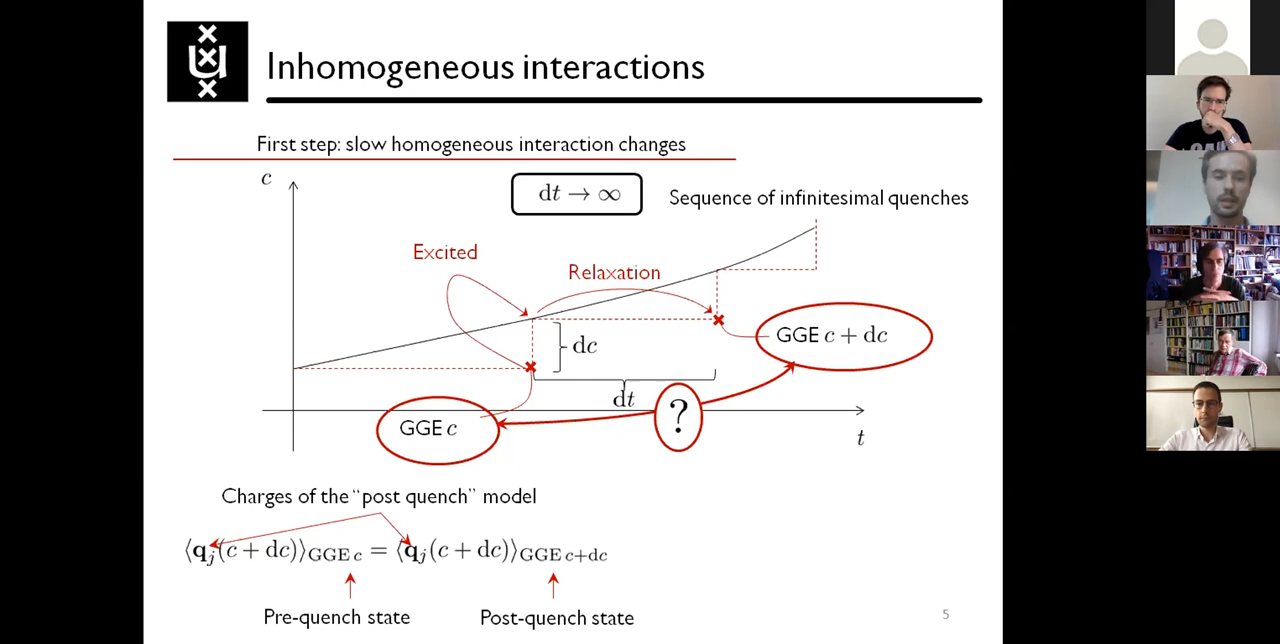 Inhomogeneous interactions
First step: slow homogeneous interaction changes
c
dt → ∞
Sequence of infinitesimal quenches
Excited
Relaxation
dc
GGE c + dc
dt
?
GGE c
t
Charges of the “post quench” model
⟨q_j(c + dc)⟩_{GGE c} = ⟨q_j(c + dc)⟩_{GGE c+dc}
Pre-quench state
Post-quench state
5